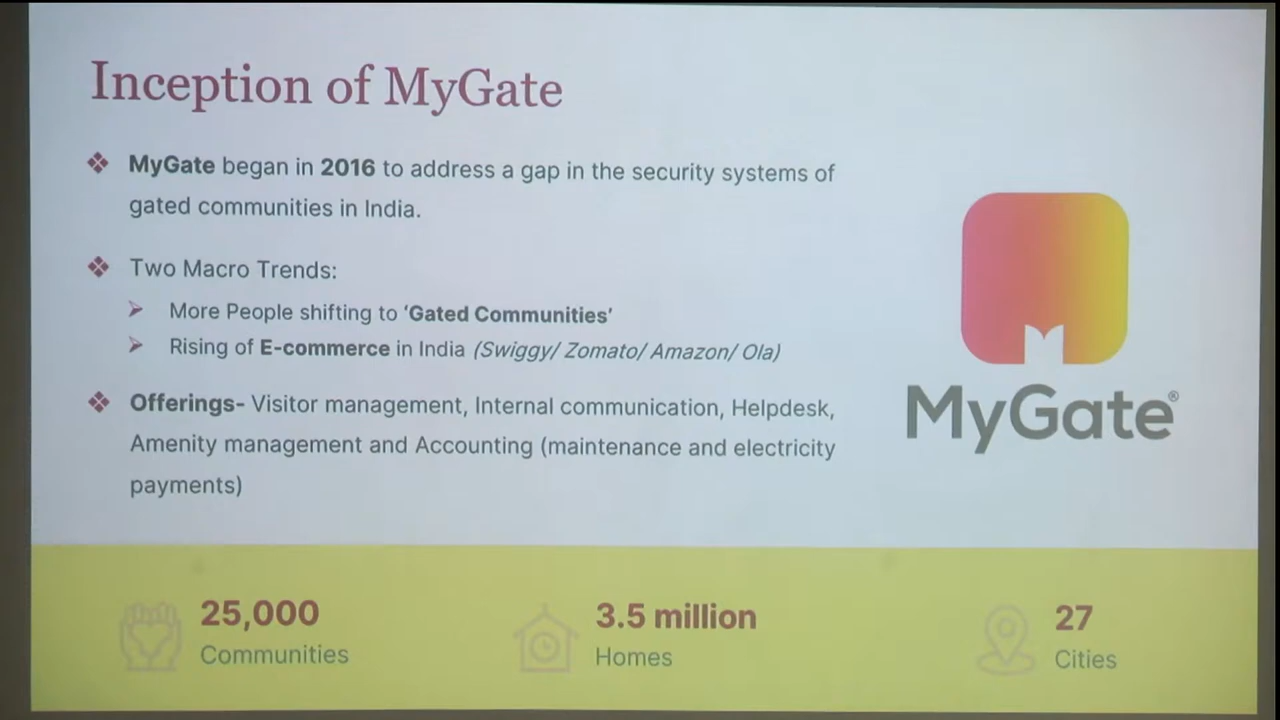 Inception of MyGate
❖ MyGate began in 2016 to address a gap in the security systems of
gated communities in India.
❖ Two Macro Trends:
➢ More People shifting to ‘Gated Communities’
➢ Rising of E-commerce in India (Swiggy/ Zomato/ Amazon/ Ola)
❖ Offerings- Visitor management, Internal communication, Helpdesk,
Amenity management and Accounting (maintenance and electricity
payments)
MyGate®
25,000
Communities
3.5 million
Homes
27
Cities